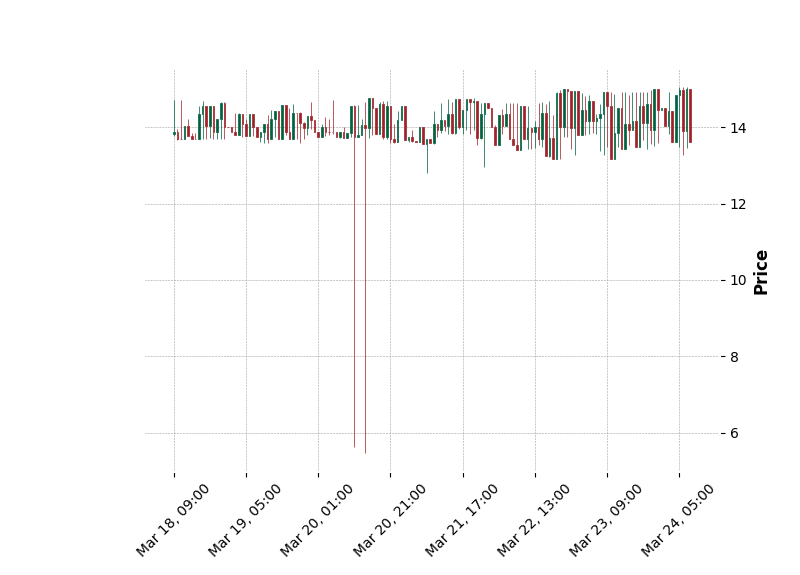 14
12
10
8
6
Price
Mar 18, 09:00
Mar 19, 05:00
Mar 20, 01:00
Mar 20, 21:00
Mar 21, 17:00
Mar 22, 13:00
Mar 23, 09:00
Mar 24, 05:00